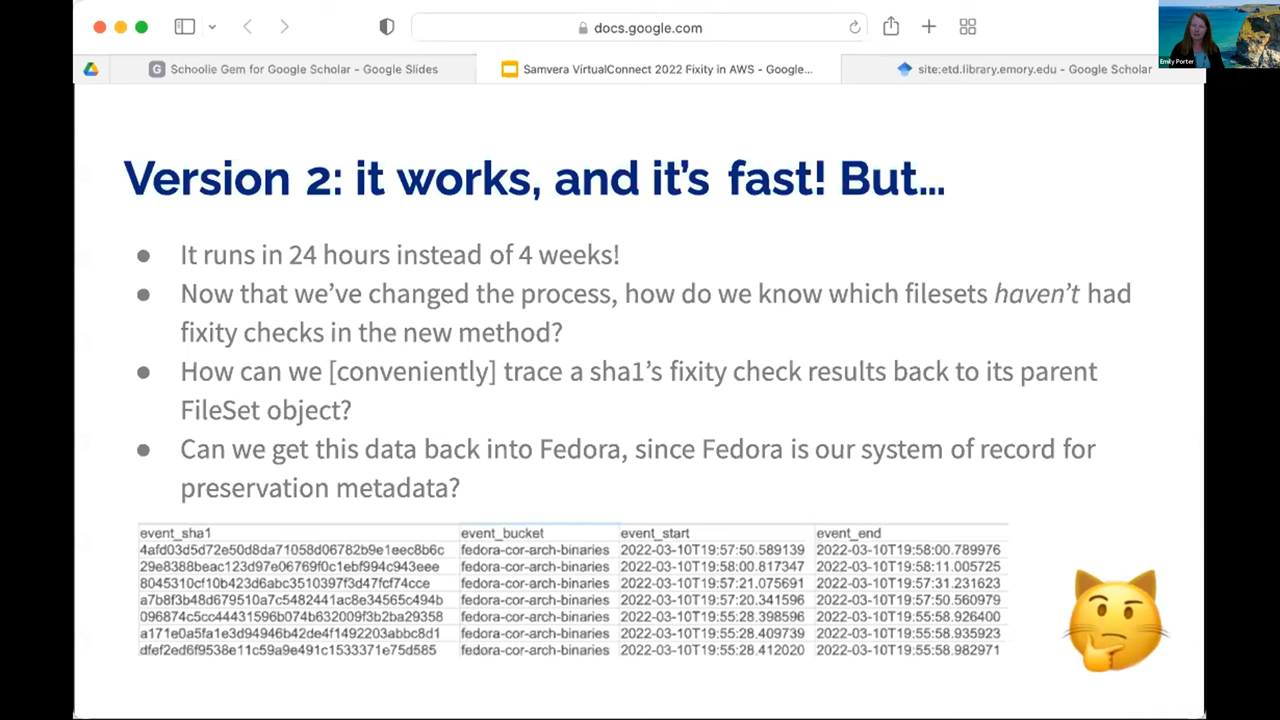 docs.google.com
Schoolie Gem for Google Scholar - Google Slides
Samvera VirtualConnect 2022 Fixity in AWS - Google...
site:etd.library.emory.edu - Google Scholar
Emily Porter
Version 2: it works, and it's fast! But…
● It runs in 24 hours instead of 4 weeks!
● Now that we've changed the process, how do we know which filesets haven't had
fixity checks in the new method?
● How can we [conveniently] trace a sha1's fixity check results back to its parent
FileSet object?
● Can we get this data back into Fedora, since Fedora is our system of record for
preservation metadata?
event_sha1 event_bucket event_start event_end
4afd03d5d72e50d8da71058d06782b9e1eec8b6c fedora-cor-arch-binaries 2022-03-10T19:57:50.589139 2022-03-10T19:58:00.789976
29e8388beac123d97e06769f0c1ebf994c943eee fedora-cor-arch-binaries 2022-03-10T19:58:00.817347 2022-03-10T19:58:11.005725
8045310cf10b423d6abc3510397f3d47fcf74cce fedora-cor-arch-binaries 2022-03-10T19:57:21.075691 2022-03-10T19:57:31.231623
a7b8f3b48d679510a7c5482441ac8e34565c494b fedora-cor-arch-binaries 2022-03-10T19:57:20.341596 2022-03-10T19:57:50.560979
096874c5cc44431596b074b632009f3b2ba29358 fedora-cor-arch-binaries 2022-03-10T19:55:28.398596 2022-03-10T19:55:58.926400
a171e0a5fa1e3d94946b42de4f1492203abbc8d1 fedora-cor-arch-binaries 2022-03-10T19:55:28.409739 2022-03-10T19:55:58.935923
dfef2ed6f9538e11c59a9e491c1533371e75d585 fedora-cor-arch-binaries 2022-03-10T19:55:28.412020 2022-03-10T19:55:58.982971